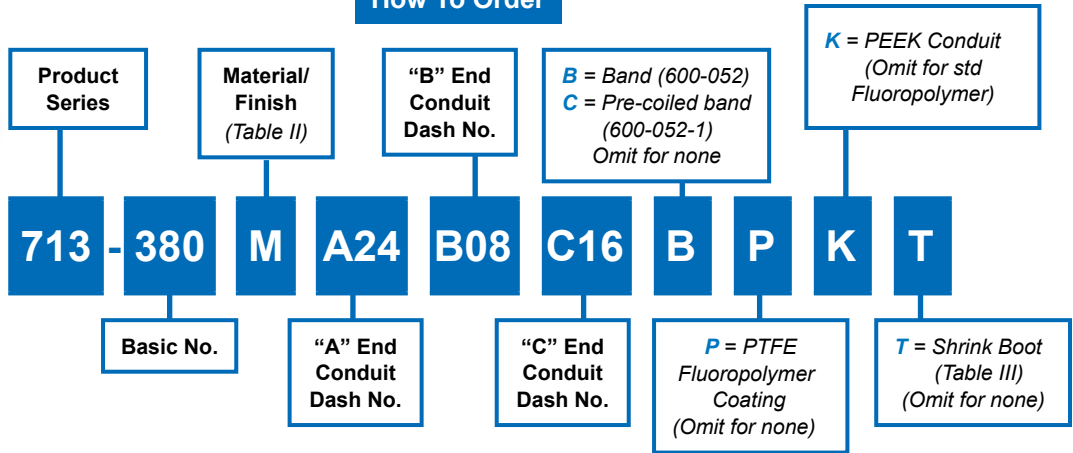 How To Order
Product
Series
Material/
Finish
(Table II)
“B” End
Conduit
Dash No.
B = Band (600-052)
C = Pre-coiled band
(600-052-1)
Omit for none
K = PEEK Conduit
(Omit for std
Fluoropolymer)
713 - 380 M A24 B08 C16 B P K T
Basic No.
“A” End
Conduit
Dash No.
“C” End
Conduit
Dash No.
P = PTFE
Fluoropolymer
Coating
(Omit for none)
T = Shrink Boot
(Table III)
(Omit for none)